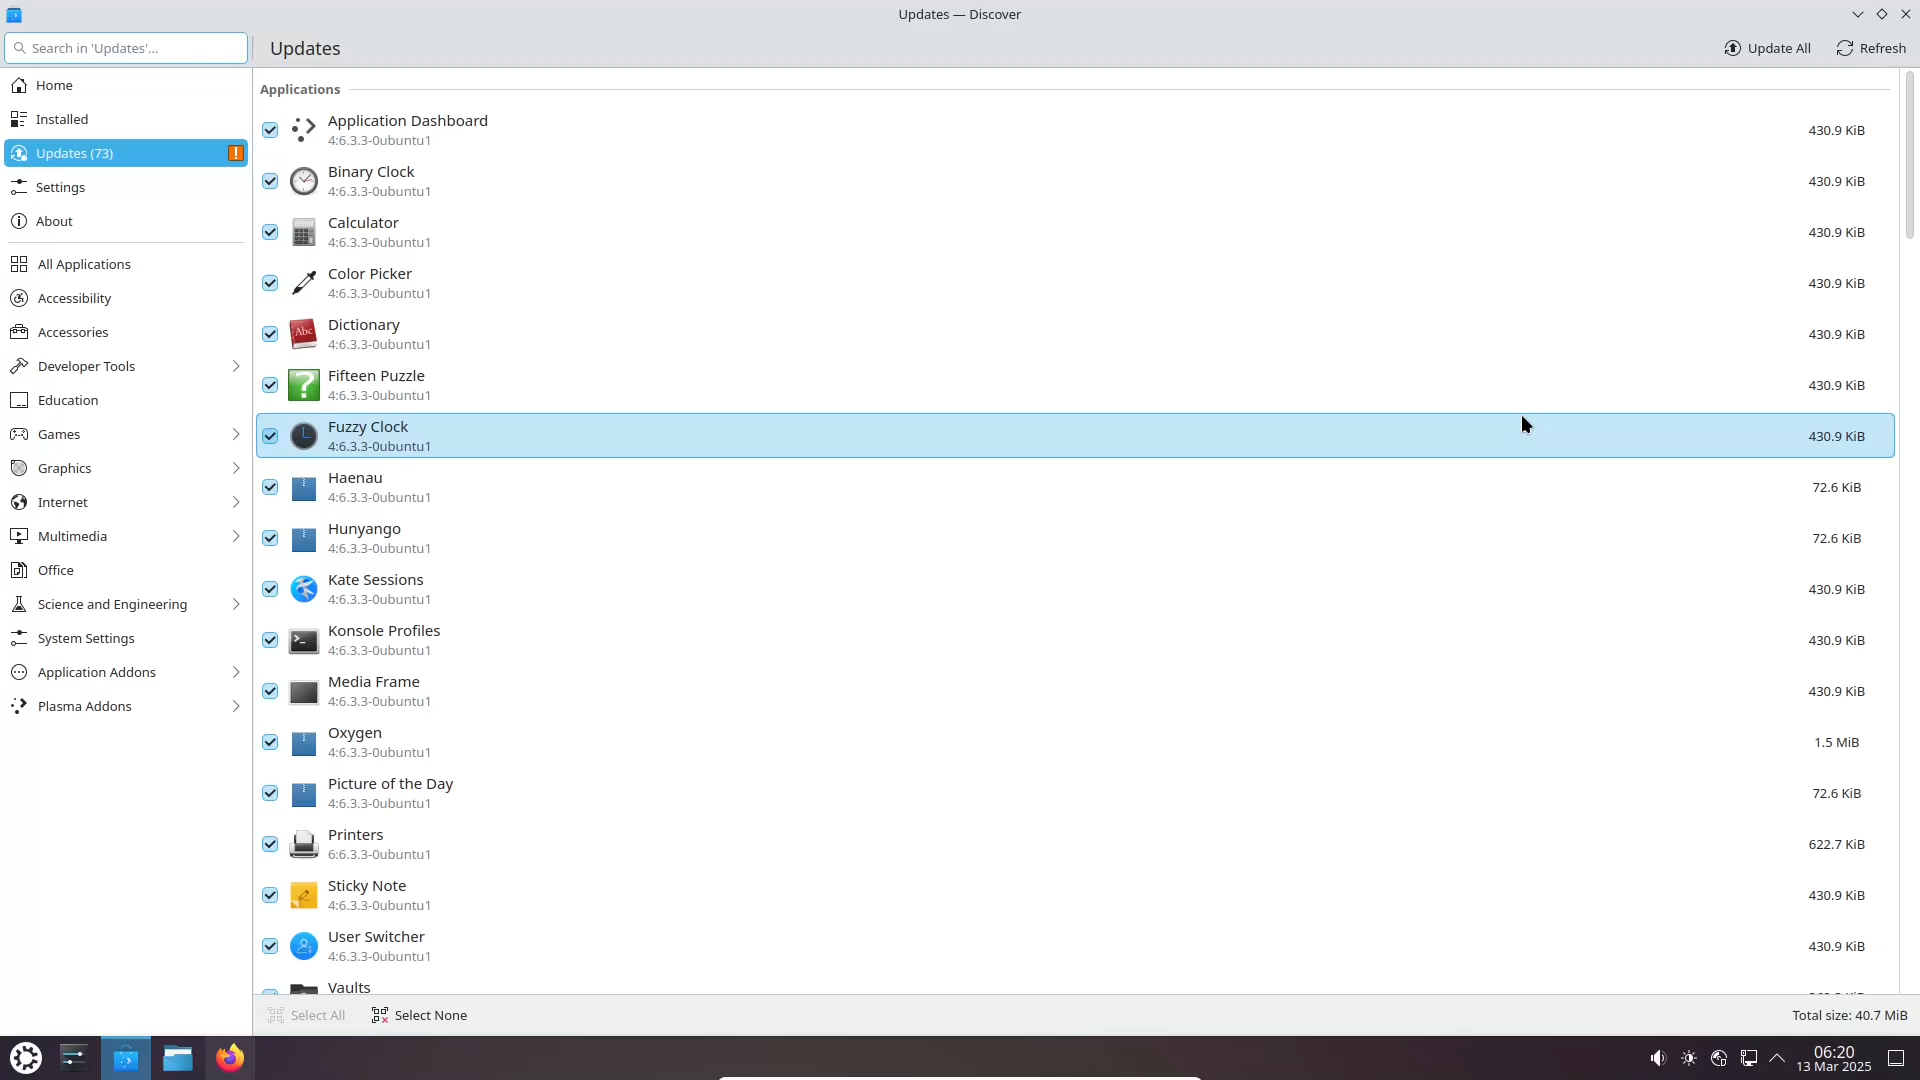 Updates — Discover
Search in 'Updates'...
Updates
Update All
Refresh
Home
Installed
Updates (73)
Settings
About
All Applications
Accessibility
Accessories
Developer Tools
Education
Games
Graphics
Internet
Multimedia
Office
Science and Engineering
System Settings
Application Addons
Plasma Addons
Applications
Application Dashboard
4:6.3.3-0ubuntu1
430.9 KiB
Binary Clock
4:6.3.3-0ubuntu1
430.9 KiB
Calculator
4:6.3.3-0ubuntu1
430.9 KiB
Color Picker
4:6.3.3-0ubuntu1
430.9 KiB
Abc
Dictionary
4:6.3.3-0ubuntu1
430.9 KiB
Fifteen Puzzle
4:6.3.3-0ubuntu1
430.9 KiB
Fuzzy Clock
4:6.3.3-0ubuntu1
430.9 KiB
Haenau
4:6.3.3-0ubuntu1
72.6 KiB
Hunyango
4:6.3.3-0ubuntu1
72.6 KiB
Kate Sessions
4:6.3.3-0ubuntu1
430.9 KiB
Konsole Profiles
4:6.3.3-0ubuntu1
430.9 KiB
Media Frame
4:6.3.3-0ubuntu1
430.9 KiB
Oxygen
4:6.3.3-0ubuntu1
1.5 MiB
Picture of the Day
4:6.3.3-0ubuntu1
72.6 KiB
Printers
6:6.3.3-0ubuntu1
622.7 KiB
Sticky Note
4:6.3.3-0ubuntu1
430.9 KiB
User Switcher
4:6.3.3-0ubuntu1
430.9 KiB
Vaults
Select All
Select None
Total size: 40.7 MiB
06:20
13 Mar 2025